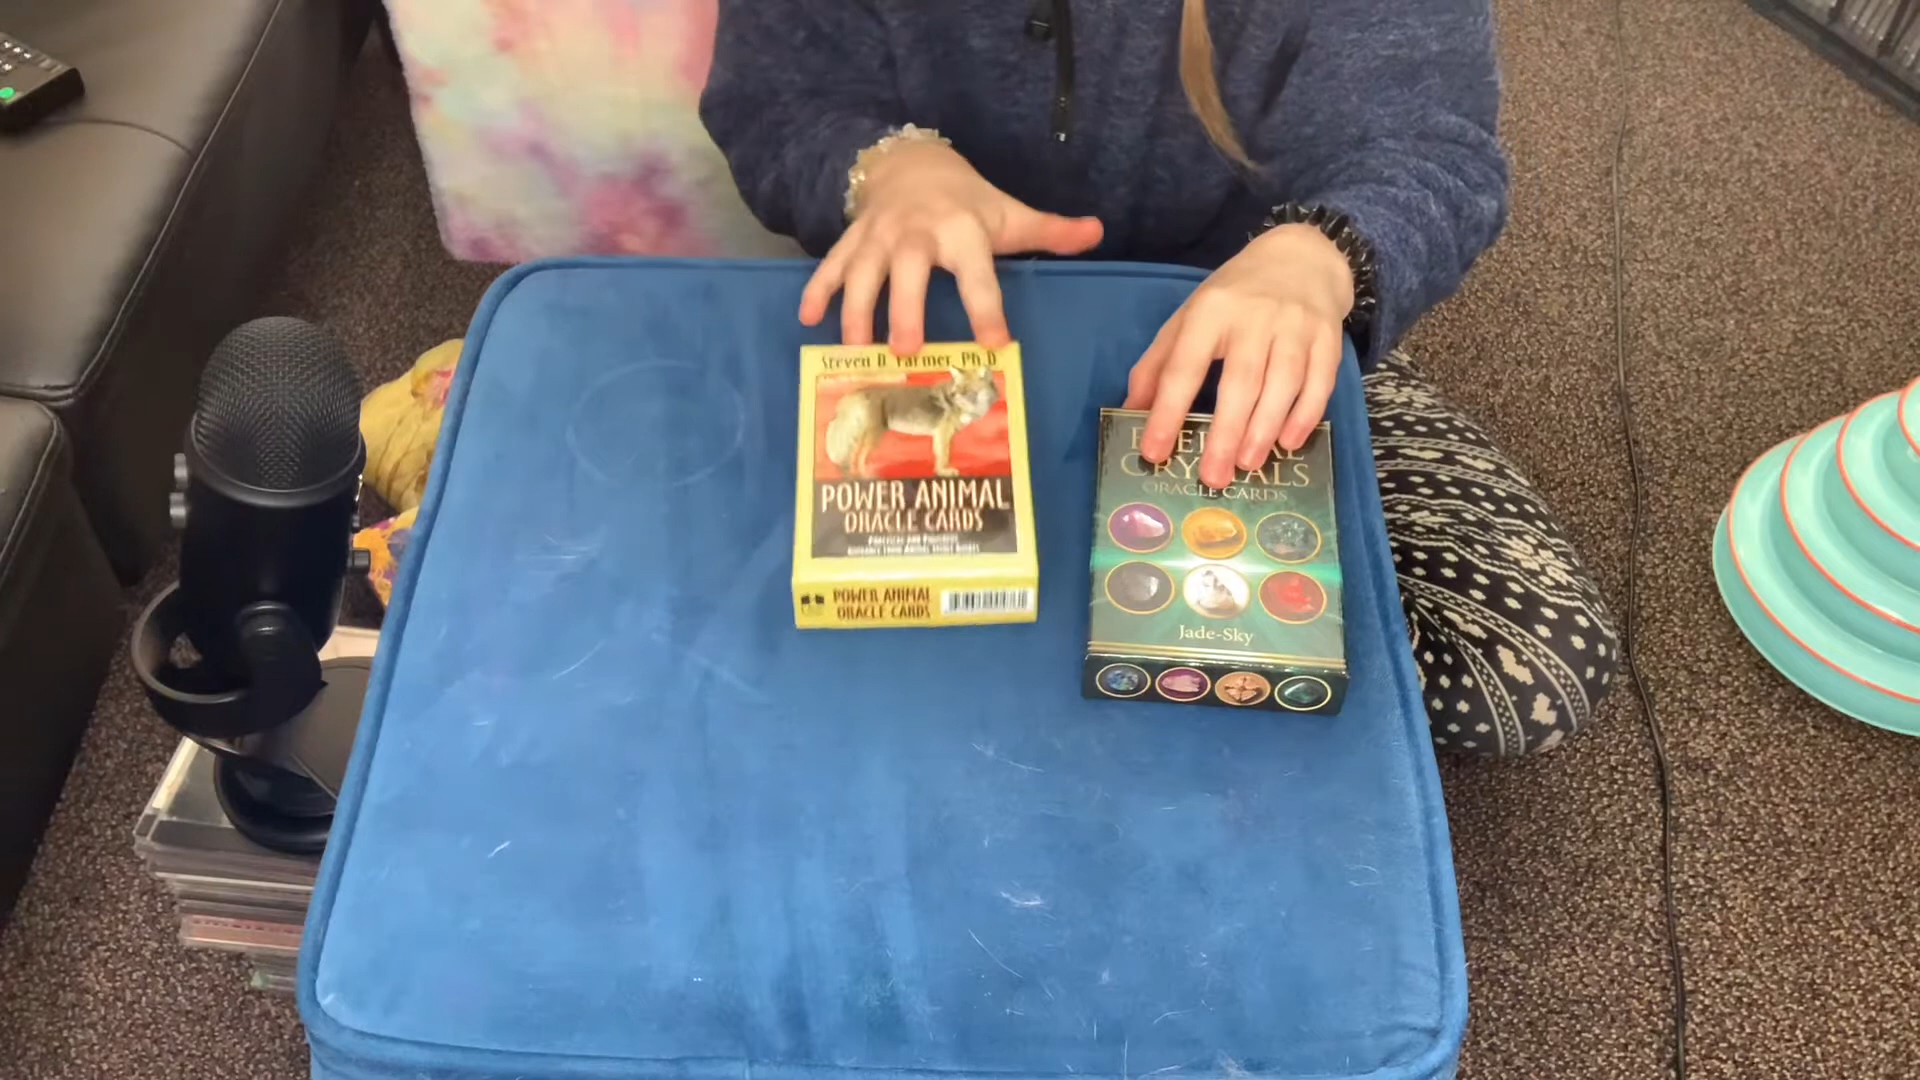 Steven D. Farmer, Ph.D.
POWER ANIMAL
ORACLE CARDS
POWER ANIMAL
ORACLE CARDS
CRYSTALS
ORACLE CARDS
Jade-Sky